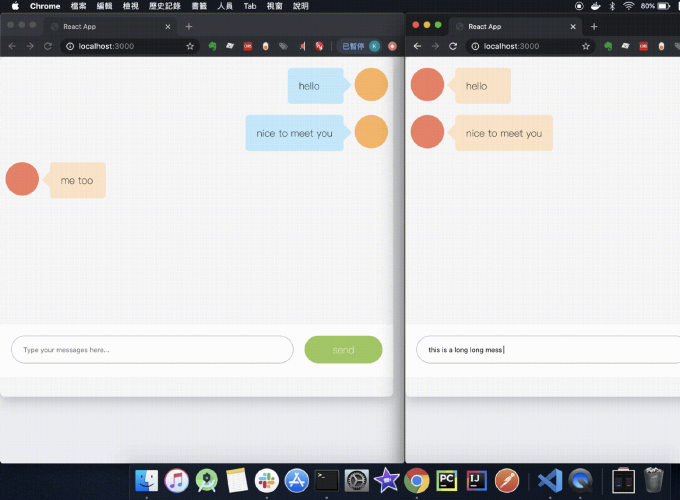 Chrome 檔案 編輯 檢視 歷史記錄 書籤 人員 Tab 視窗 說明 80%
React App
localhost:3000
已暫停
K
hello
nice to meet you
me too
Type your messages here...
send
React App
localhost:3000
hello
nice to meet you
this is a long long mess
PC
IJ